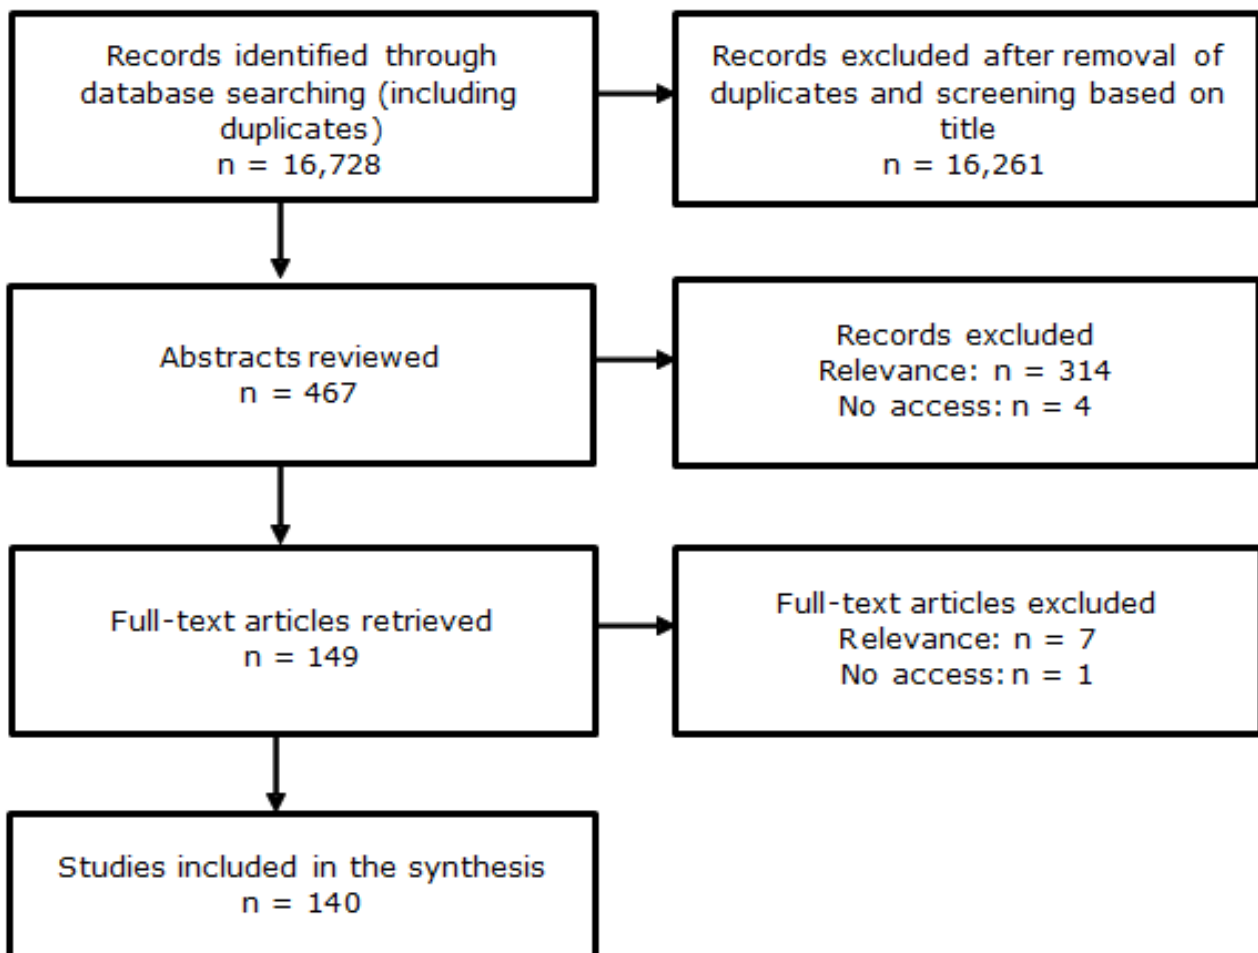 Records identified through
database searching (including
duplicates)
n = 16,728
Records excluded after removal of
duplicates and screening based on
title
n = 16,261
Abstracts reviewed
n = 467
Records excluded
Relevance: n = 314
No access: n = 4
Full-text articles retrieved
n = 149
Full-text articles excluded
Relevance: n = 7
No access: n = 1
Studies included in the synthesis
n = 140